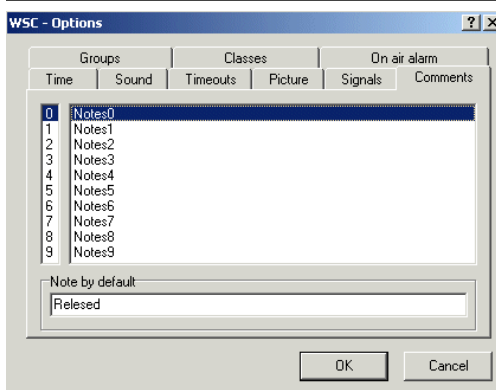 WSC - Options
Groups Classes On air alarm
Time Sound Timeouts Picture Signals Comments
0 Notes0
1 Notes1
2 Notes2
3 Notes3
4 Notes4
5 Notes5
6 Notes6
7 Notes7
8 Notes8
9 Notes9
Note by default
Relesed
OK Cancel